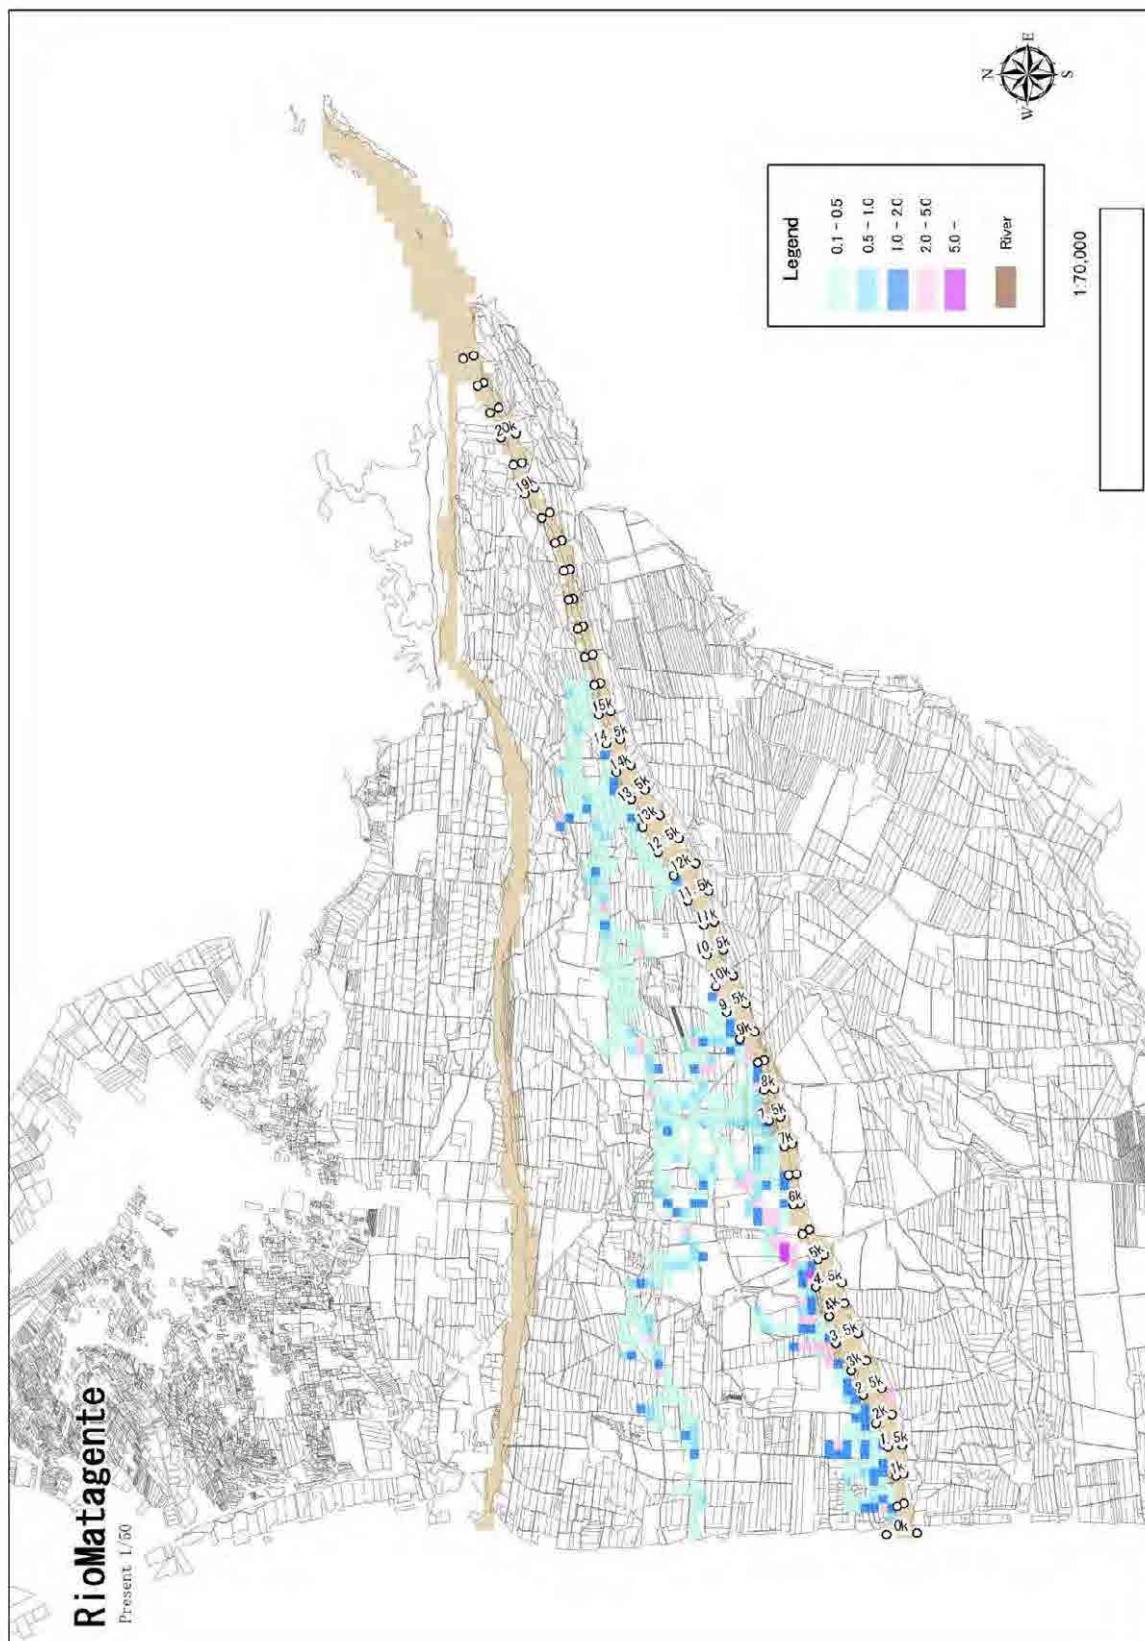 RioMatagente
Present 1/50
N
E
S
W
Legend
0.1 - 0.5
0.5 - 1.0
1.0 - 2.0
2.0 - 5.0
5.0 -
River
1:70,000
0k
1k
1.5k
2k
2.5k
3k
3.5k
4k
4.5k
5k
6k
7k
7.5k
8k
9k
9.5k
10k
10.5k
11k
11.5k
12k
12.5k
13k
13.5k
14k
14.5k
15k
19k
20k